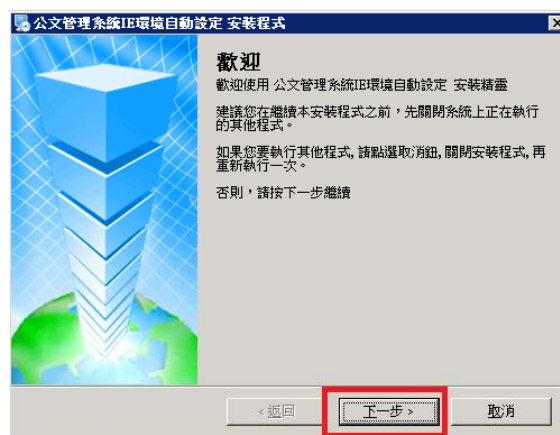 公文管理系統IE環境自動設定 安裝程式
歡迎
歡迎使用 公文管理系統IE環境自動設定 安裝精靈
建議您在繼續本安裝程式之前，先關閉系統上正在執行
的其他程式。
如果您要執行其他程式, 請點選取消鈕, 關閉安裝程式, 再
重新執行一次。
否則，請按下一步繼續
< 返回
下一步 >
取消